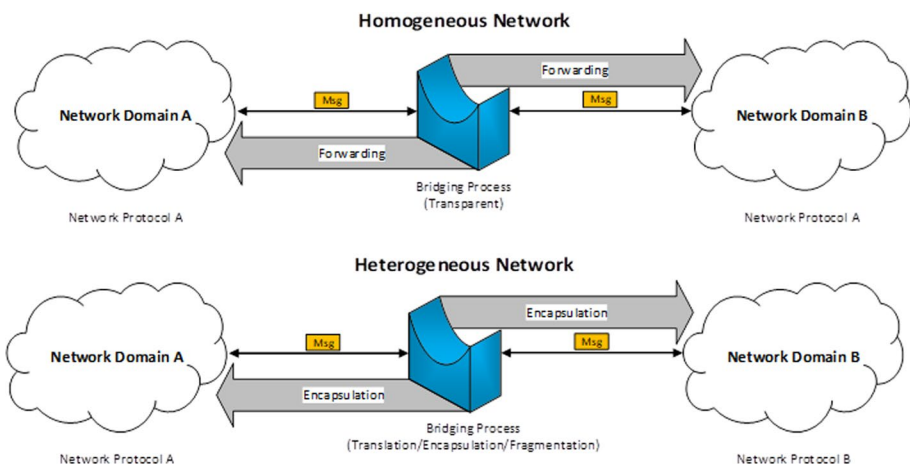 Homogeneous Network
Forwarding
Network Domain A
Msg
Msg
Network Domain B
Forwarding
Bridging Process
(Transparent)
Network Protocol A
Network Protocol A
Heterogeneous Network
Encapsulation
Network Domain A
Msg
Msg
Network Domain B
Encapsulation
Bridging Process
(Translation/Encapsulation/Fragmentation)
Network Protocol A
Network Protocol B